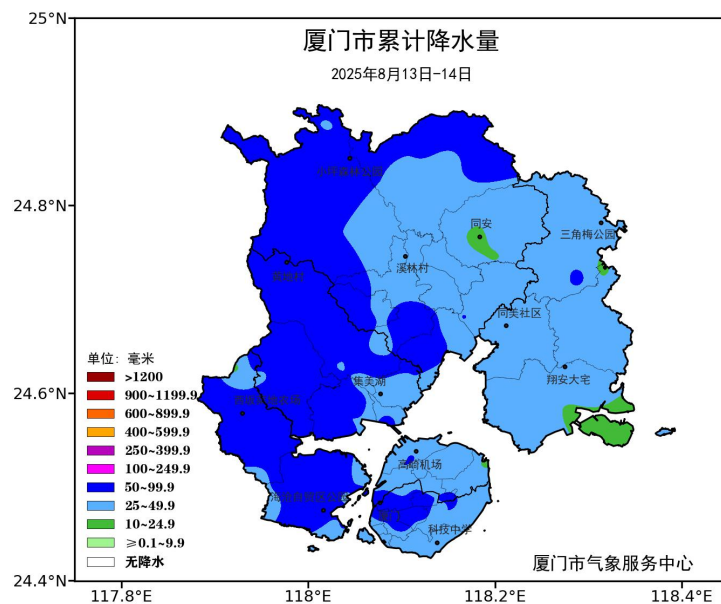 25°N
厦门市累计降水量
2025年8月13日-14日
24.8°N
同安
三角梅公园
溪林村
同美社区
单位: 毫米
>1200
900~1199.9
600~899.9
400~599.9
250~399.9
100~249.9
50~99.9
25~49.9
10~24.9
≥0.1~9.9
无降水
24.6°N
集美湖
翔安大宅
高崎机场
厦门
科技中学
厦门市气象服务中心
24.4°N
117.8°E
118°E
118.2°E
118.4°E